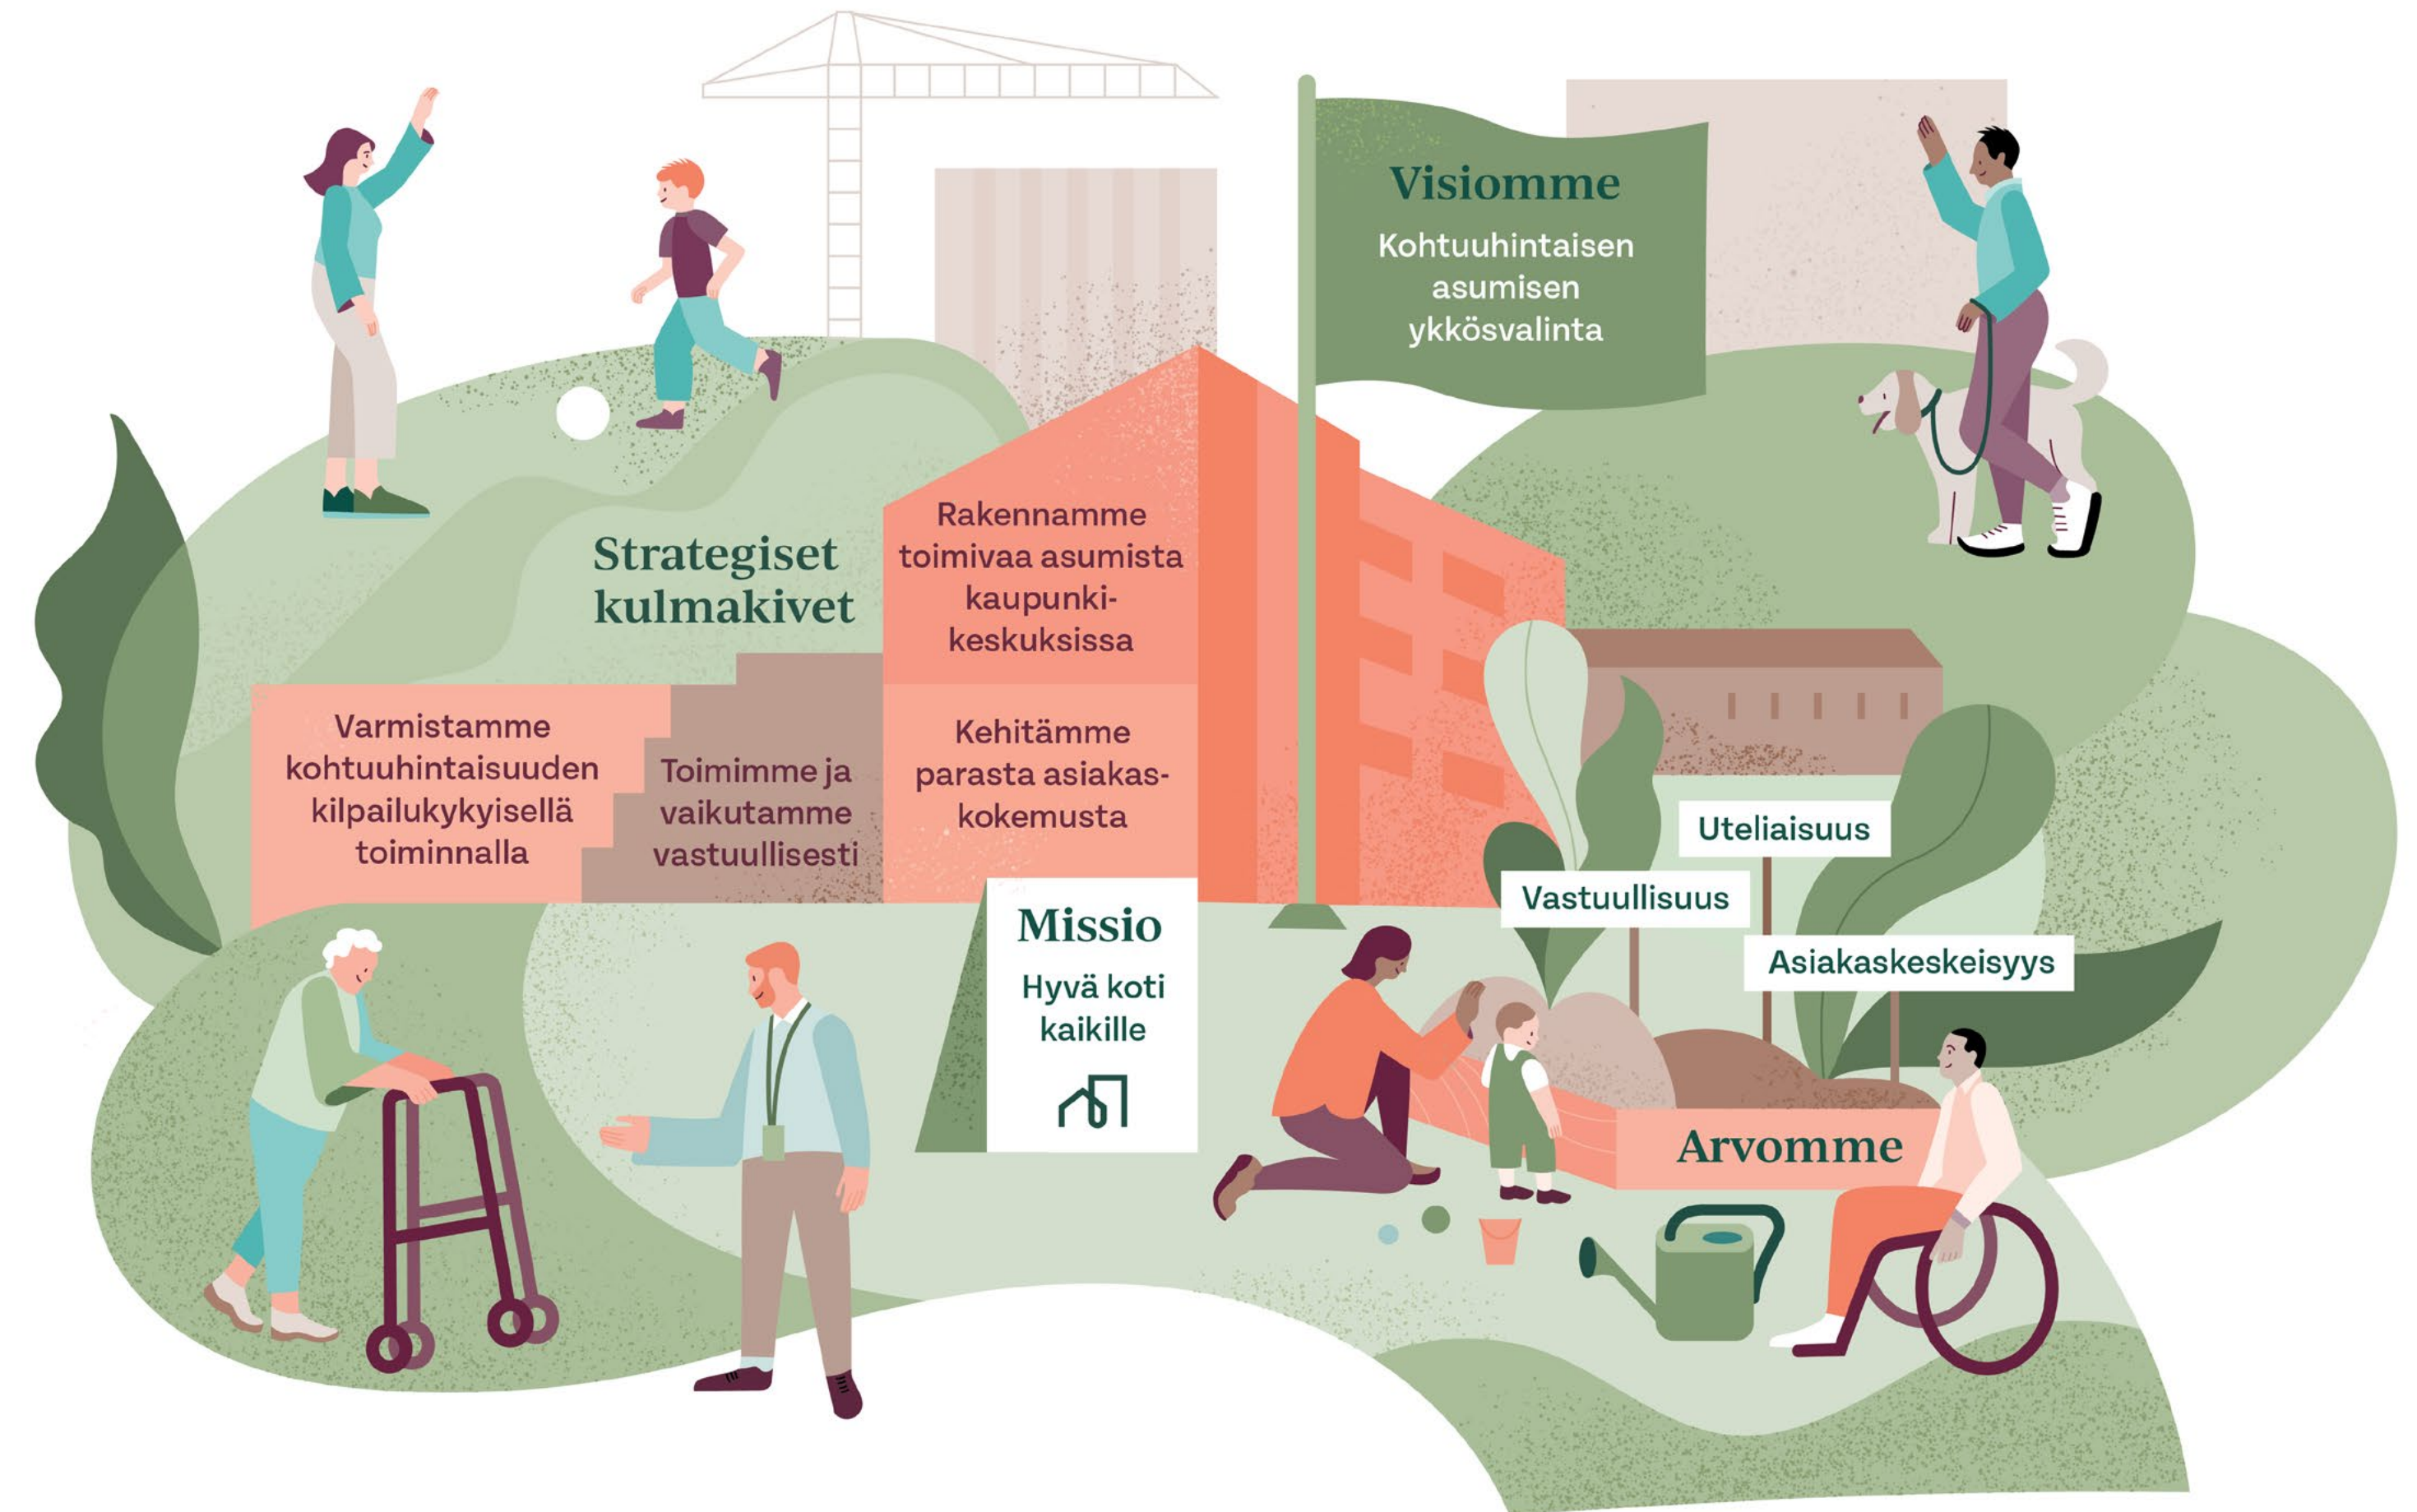 Visiomme
Kohtuuhintaisen
asumisen
ykkösvalinta
Strategiset
kulmakivet
Rakennamme
toimivaa asumista
kaupunki-
keskuksissa
Varmistamme
kohtuuhintaisuuden
kilpailukykyisellä
toiminnalla
Toimimme ja
vaikutamme
vastuullisesti
Kehitämme
parasta asiakas-
kokemusta
Missio
Hyvä koti
kaikille
Uteliaisuus
Vastuullisuus
Asiakaskeskeisyys
Arvomme